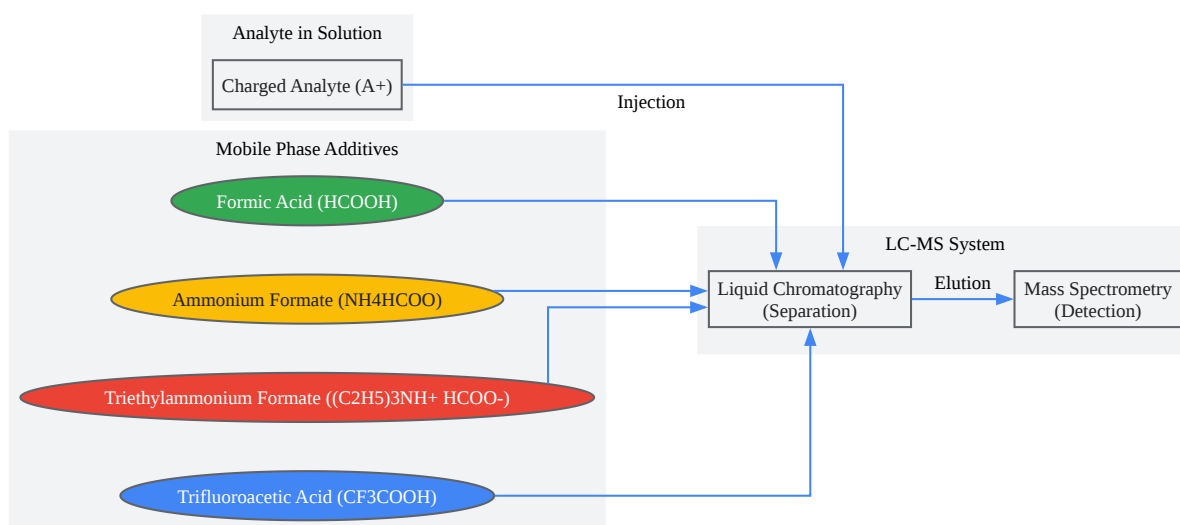 Analyte in Solution
Charged Analyte (A+)
Injection
Mobile Phase Additives
Formic Acid (HCOOH)
LC-MS System
Ammonium Formate (NH4HCOO)
Liquid Chromatography
(Separation)
Elution
Mass Spectrometry
(Detection)
Triethylammonium Formate ((C2H5)3NH+ HCOO-)
Trifluoroacetic Acid (CF3COOH)